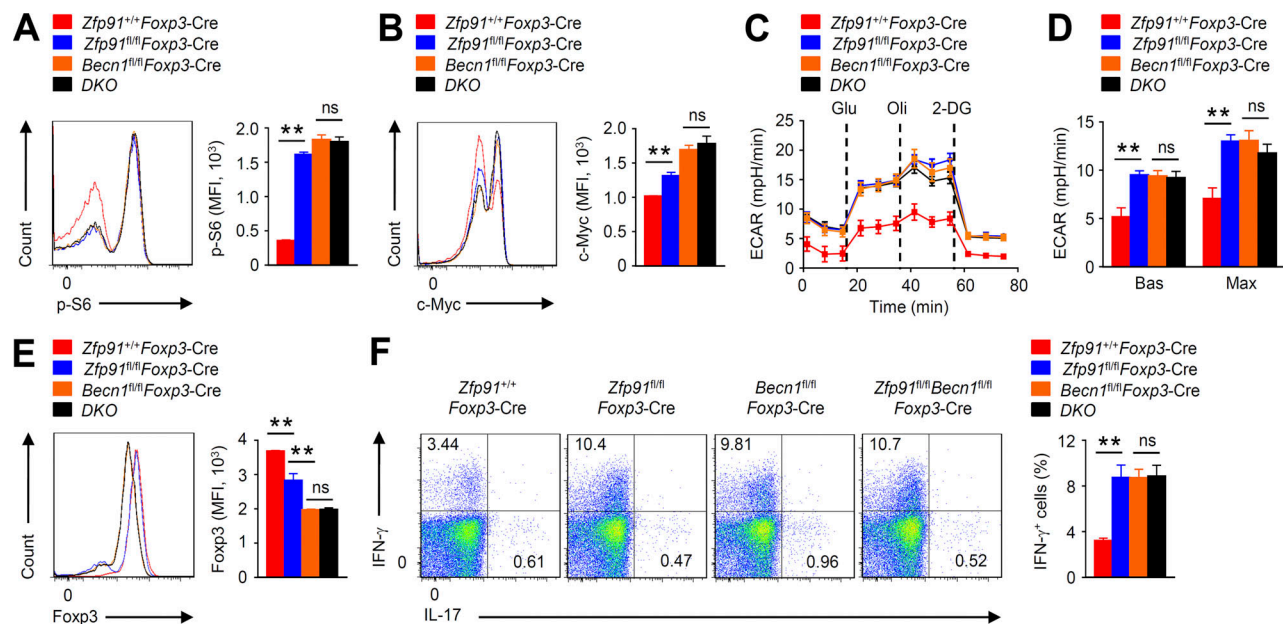 A
Zfp91+/+Foxp3-Cre
Zfp91fl/flFoxp3-Cre
Becn1fl/flFoxp3-Cre
DKO
Count
0
p-S6
p-S6 (MFI, 10³)
2.0
1.5
1.0
0.5
0
**
ns
B
Zfp91+/+Foxp3-Cre
Zfp91fl/flFoxp3-Cre
Becn1fl/flFoxp3-Cre
DKO
Count
0
c-Myc
c-Myc (MFI, 10³)
2.0
1.5
1.0
0.5
0
**
ns
C
Zfp91+/+Foxp3-Cre
Zfp91fl/flFoxp3-Cre
Becn1fl/flFoxp3-Cre
DKO
Glu Oli 2-DG
ECAR (mpH/min)
25
20
15
10
5
0
0 20 40 60 80
Time (min)
D
Zfp91+/+Foxp3-Cre
Zfp91fl/flFoxp3-Cre
Becn1fl/flFoxp3-Cre
DKO
ECAR (mpH/min)
20
15
10
5
0
** ns
** ns
Bas Max
E
Zfp91+/+Foxp3-Cre
Zfp91fl/flFoxp3-Cre
Becn1fl/flFoxp3-Cre
DKO
Count
0
Foxp3
Foxp3 (MFI, 10³)
4
3
2
1
0
**
**
ns
F
Zfp91+/+
Foxp3-Cre
Zfp91fl/fl
Foxp3-Cre
Becn1fl/fl
Foxp3-Cre
Zfp91fl/flBecn1fl/fl
Foxp3-Cre
IFN-γ
0
3.44
0.61
10.4
0.47
9.81
0.96
10.7
0.52
0
IL-17
Zfp91+/+Foxp3-Cre
Zfp91fl/flFoxp3-Cre
Becn1fl/flFoxp3-Cre
DKO
IFN-γ+ cells (%)
12
8
4
0
** ns